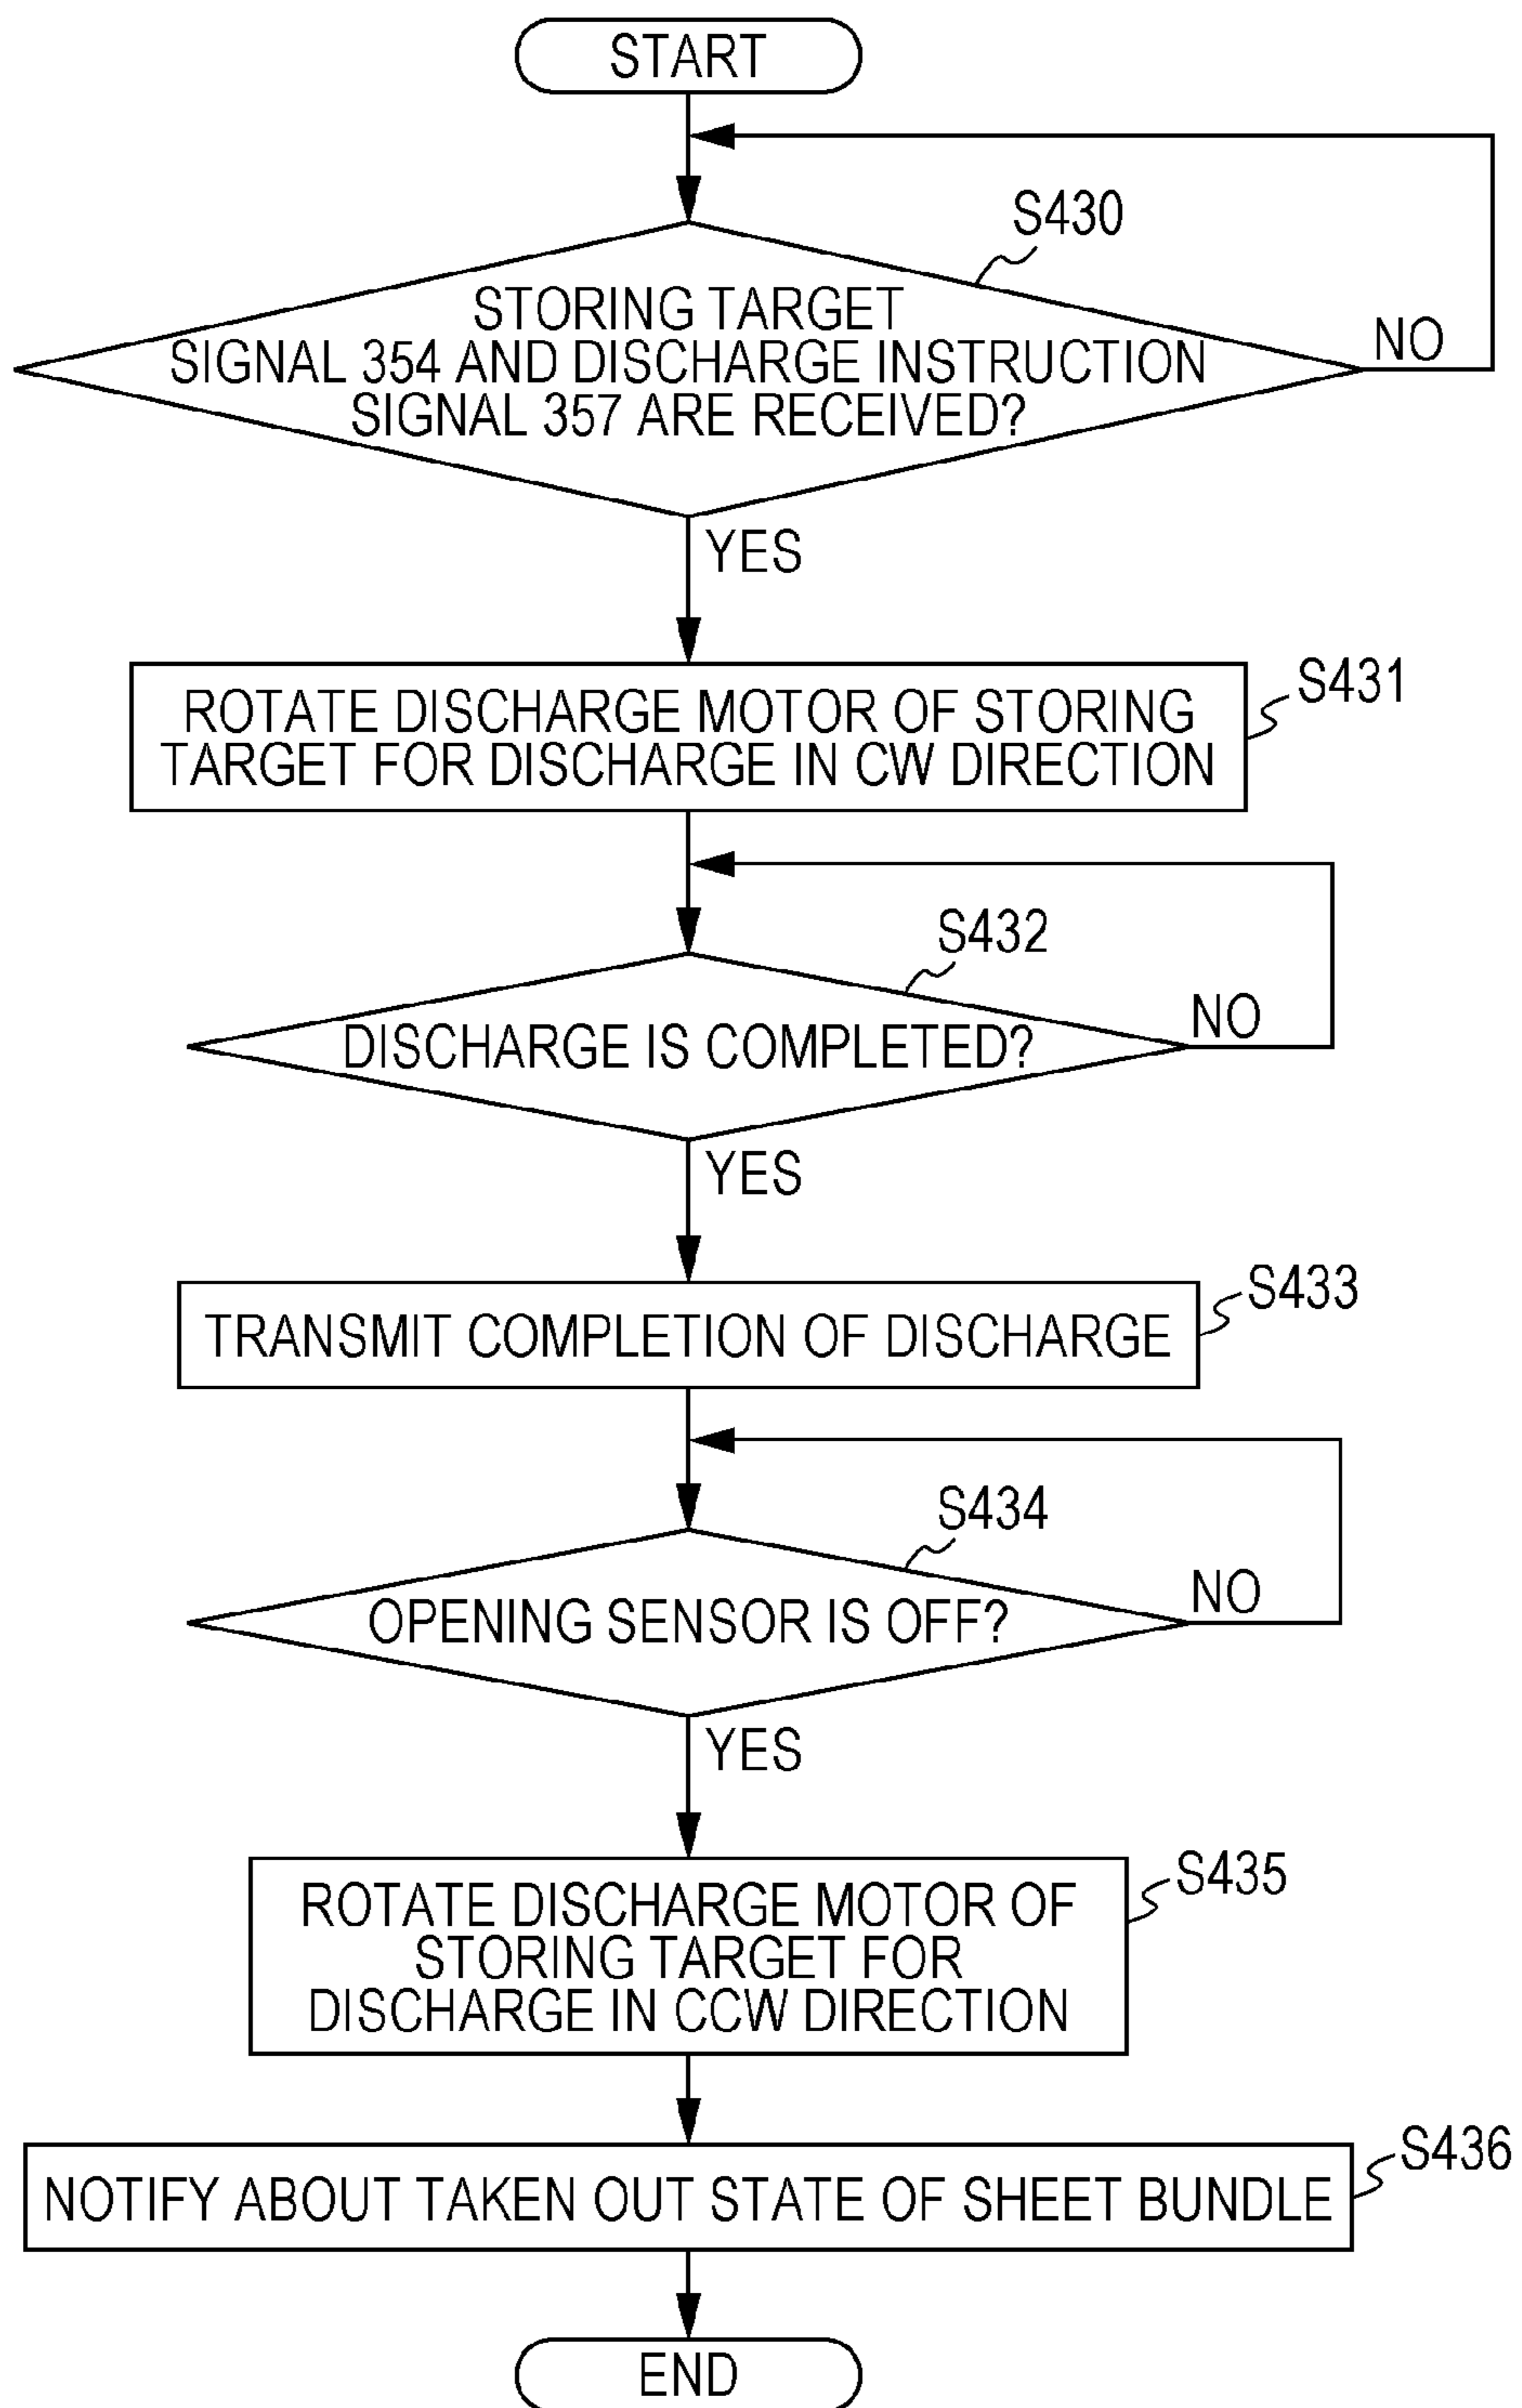 START
S430
STORING TARGET
SIGNAL 354 AND DISCHARGE INSTRUCTION
SIGNAL 357 ARE RECEIVED?
NO
YES
S431
ROTATE DISCHARGE MOTOR OF STORING
TARGET FOR DISCHARGE IN CW DIRECTION
S432
DISCHARGE IS COMPLETED?
NO
YES
S433
TRANSMIT COMPLETION OF DISCHARGE
S434
OPENING SENSOR IS OFF?
NO
YES
S435
ROTATE DISCHARGE MOTOR OF
STORING TARGET FOR
DISCHARGE IN CCW DIRECTION
S436
NOTIFY ABOUT TAKEN OUT STATE OF SHEET BUNDLE
END